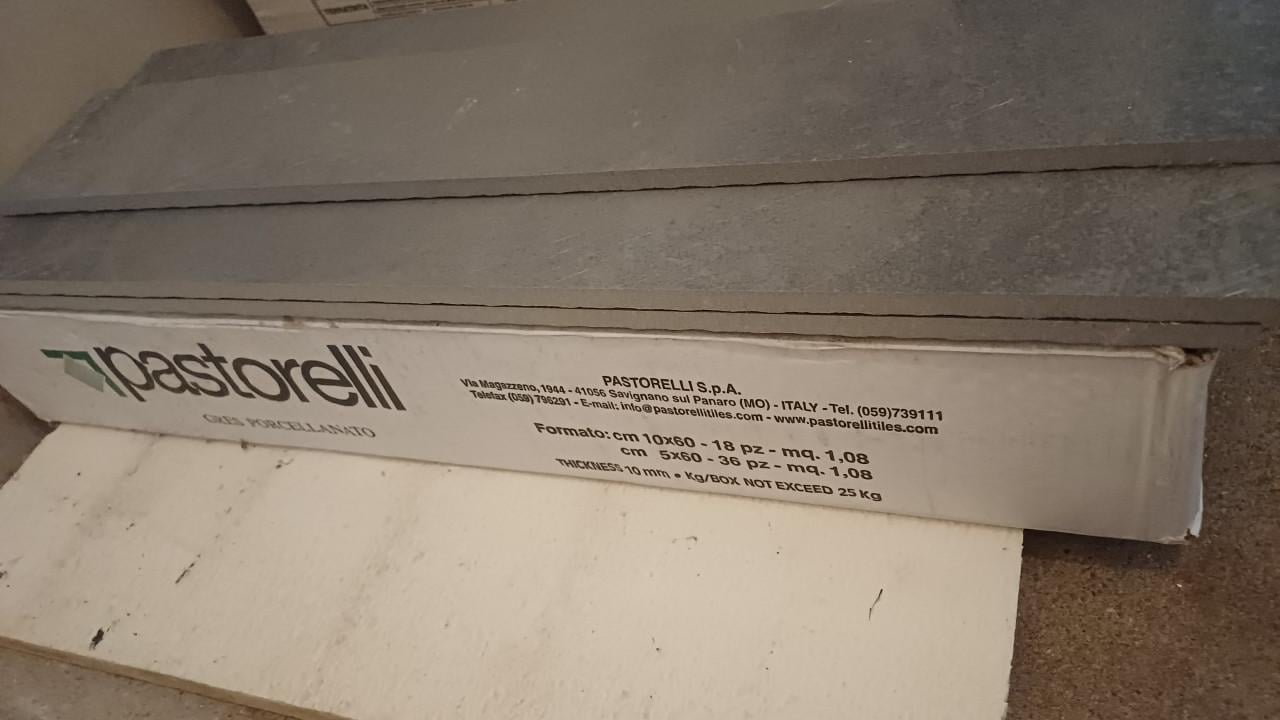 pastorelli
GRES PORCELLANATO
PASTORELLI S.p.A.
Via Magazzeno, 1944 - 41056 Savignano sul Panaro (MO) - ITALY - Tel. (059)739111
Telefax (059) 796291 - E-mail: info@pastorellitiles.com - www.pastorellitiles.com
Formato: cm 10x60 - 18 pz - mq. 1,08
cm 5x60 - 36 pz - mq. 1,08
THICKNESS 10 mm • Kg/BOX NOT EXCEED 25 Kg